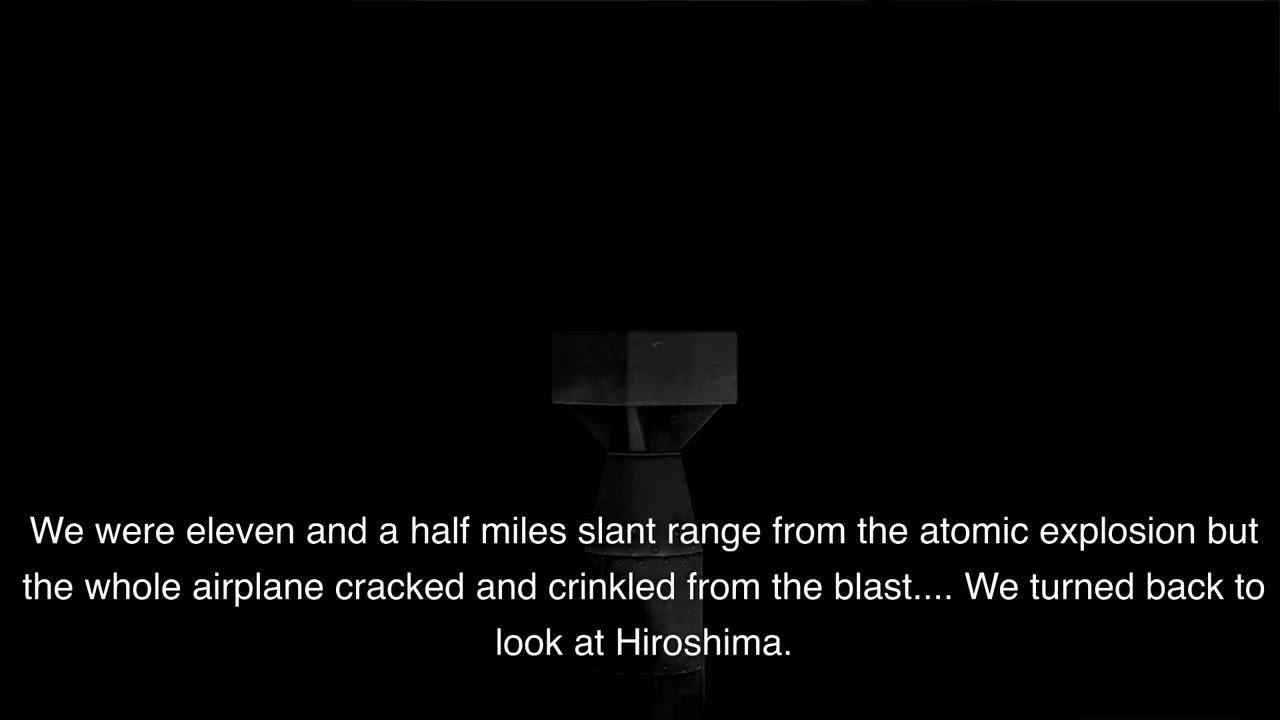 We were eleven and a half miles slant range from the atomic explosion but
the whole airplane cracked and crinkled from the blast.... We turned back to
look at Hiroshima.